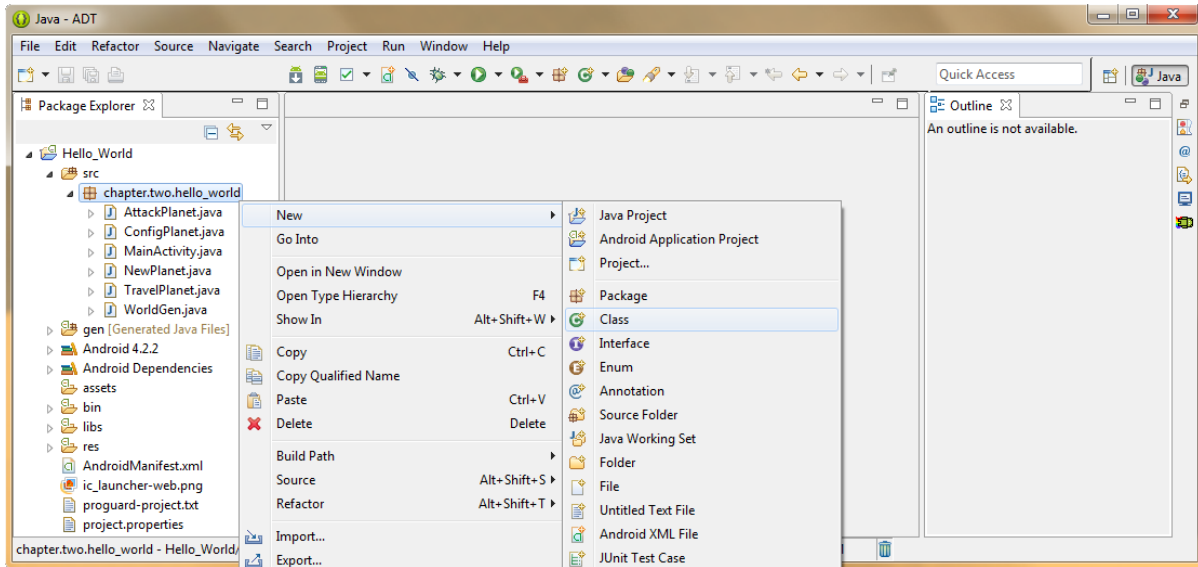 Java - ADT
File Edit Refactor Source Navigate Search Project Run Window Help
Quick Access
Java
Package Explorer
Outline
An outline is not available.
Hello_World
src
chapter.two.hello_world
AttackPlanet.java
ConfigPlanet.java
MainActivity.java
NewPlanet.java
TravelPlanet.java
WorldGen.java
gen [Generated Java Files]
Android 4.2.2
Android Dependencies
assets
bin
libs
res
AndroidManifest.xml
ic_launcher-web.png
proguard-project.txt
project.properties
chapter.two.hello_world - Hello_World/
New
Go Into
Open in New Window
Open Type Hierarchy F4
Show In Alt+Shift+W
Copy Ctrl+C
Copy Qualified Name
Paste Ctrl+V
Delete Delete
Build Path
Source Alt+Shift+S
Refactor Alt+Shift+T
Import...
Export...
Java Project
Android Application Project
Project...
Package
Class
Interface
Enum
Annotation
Source Folder
Java Working Set
Folder
File
Untitled Text File
Android XML File
JUnit Test Case